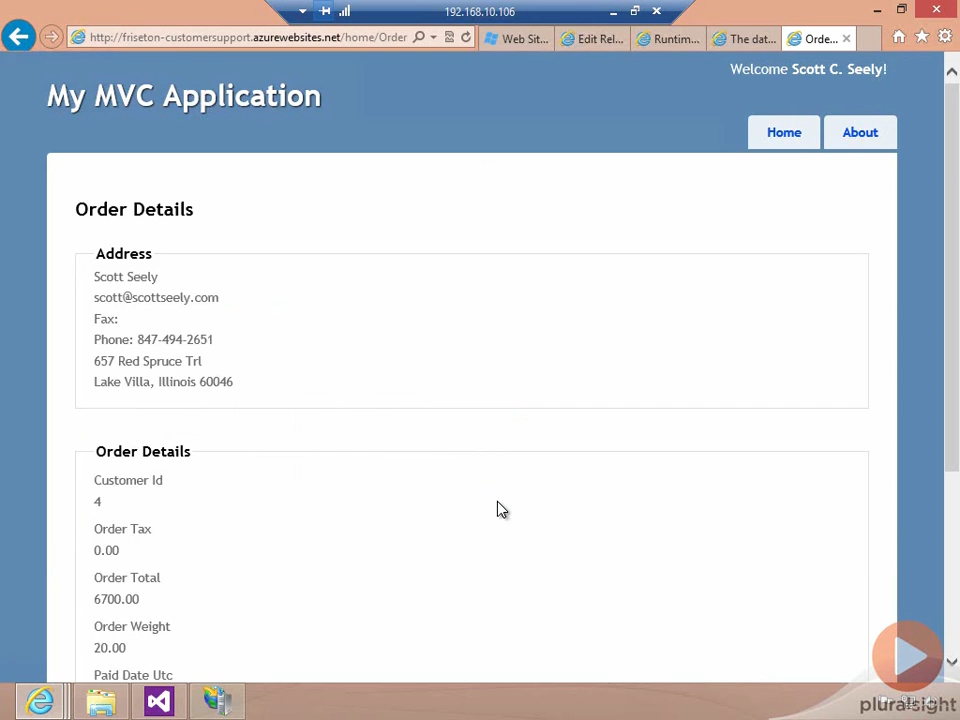 192.168.10.106
http://friseton-customersupport.azurewebsites.net/home/Order
Web Sit...
Edit Rel...
Runtim...
The dat...
Orde...
Welcome Scott C. Seely!
My MVC Application
Home
About
Order Details
Address
Scott Seely
scott@scottseely.com
Fax:
Phone: 847-494-2651
657 Red Spruce Trl
Lake Villa, Illinois 60046
Order Details
Customer Id
4
Order Tax
0.00
Order Total
6700.00
Order Weight
20.00
Paid Date Utc
pluralsight